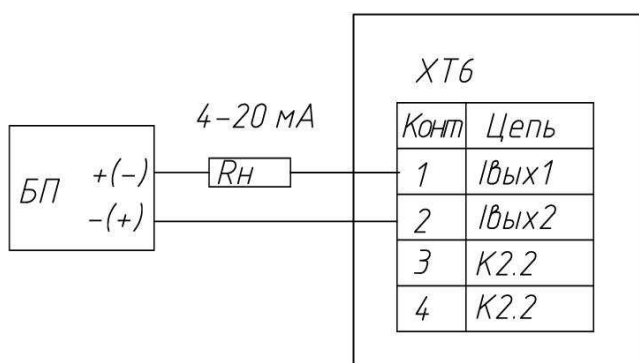 XT6
4-20 мА
Конт Цепь
БП +(-) Rн 1 Iвых1
-(+) 2 Iвых2
3 K2.2
4 K2.2